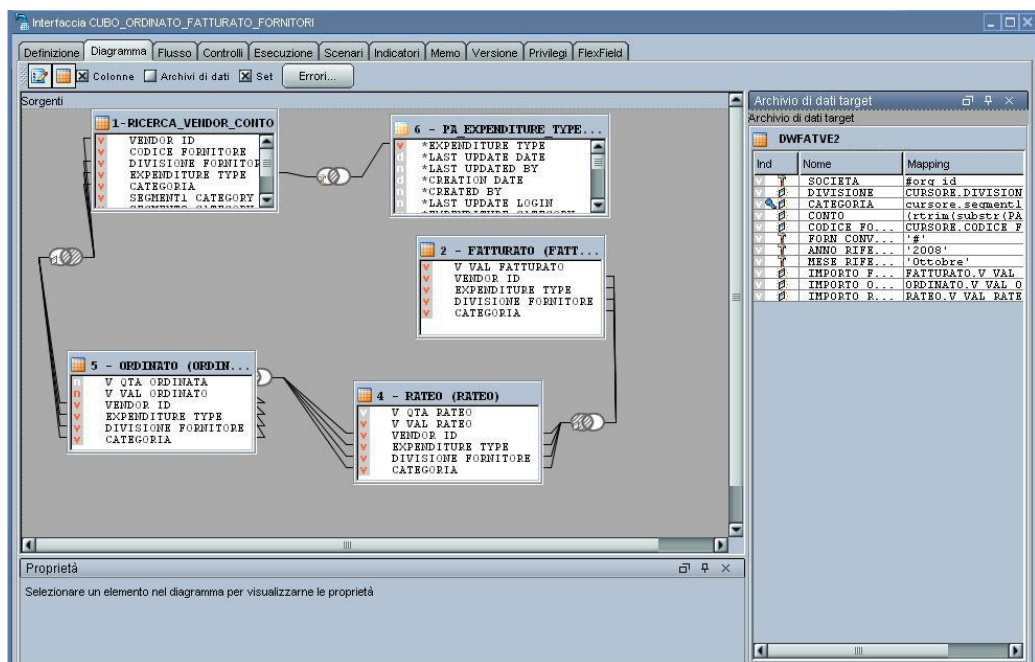 Interfaccia CUBO_ORDINATO_FATTURATO_FORNITORI
Definizione Diagramma Flusso Controlli Esecuzione Scenari Indicatori Memo Versione Privilegi FlexField
Colonne Archivi di dati Set Errori...
Sorgenti
1-RICERCA_VENDOR_CONTO
VENDOR ID
CODICE FORNITORE
DIVISIONE FORNITOR
EXPENDITURE TYPE
CATEGORIA
SEGMENT1 CATEGORY
6 - PA_EXPENDITURE_TYPE...
*EXPENDITURE TYPE
*LAST UPDATE DATE
*LAST UPDATED BY
*CREATION DATE
*CREATED BY
*LAST UPDATE LOGIN
2 - FATTURATO (FATT...
V VAL FATTURATO
VENDOR ID
EXPENDITURE TYPE
DIVISIONE FORNITORE
CATEGORIA
5 - ORDINATO (ORDIN...
V QTA ORDINATA
V VAL ORDINATO
VENDOR ID
EXPENDITURE TYPE
DIVISIONE FORNITORE
CATEGORIA
4 - RATEO (RATEO)
V QTA RATEO
V VAL RATEO
VENDOR ID
EXPENDITURE TYPE
DIVISIONE FORNITORE
CATEGORIA
Proprietà
Selezionare un elemento nel diagramma per visualizzarne le proprietà
Archivio di dati target
Archivio di dati target
DWFATVE2
Ind Nome Mapping
SOCIETA #org id
DIVISIONE CURSORE.DIVISION
CATEGORIA cursore.segment1
CONTO (rtrim(substr(PA
CODICE FO... CURSORE.CODICE F
FORN CONV... '#'
ANNO RIFE... '2008'
MESE RIFE... 'Ottobre'
IMPORTO F... FATTURATO.V VAL
IMPORTO O... ORDINATO.V VAL O
IMPORTO R... RATEO.V VAL RATE